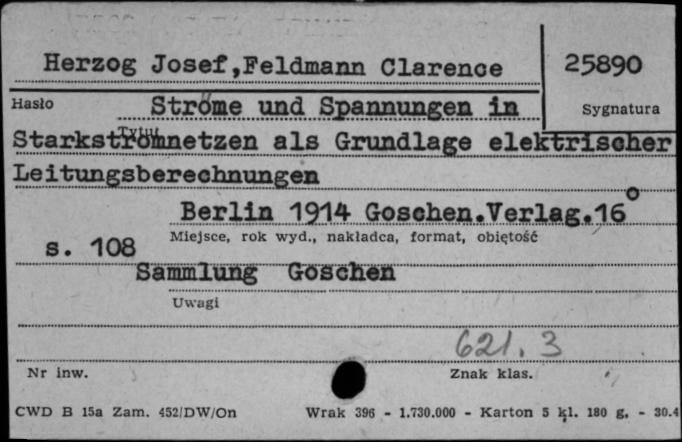 Herzog Josef,Feldmann Clarence 25890
Hasło Ströme und Spannungen in Sygnatura
Tytuł
Starkstromnetzen als Grundlage elektrischer
Leitungsberechnungen
Berlin 1914 Goschen.Verlag.16°
Miejsce, rok wyd., nakładca, format, objętość
s. 108
Sammlung Goschen
Uwagi
621.3
Nr inw. Znak klas.
CWD B 15a Zam. 452/DW/On Wrak 396 - 1.730.000 - Karton 5 kl. 180 g. - 30.4